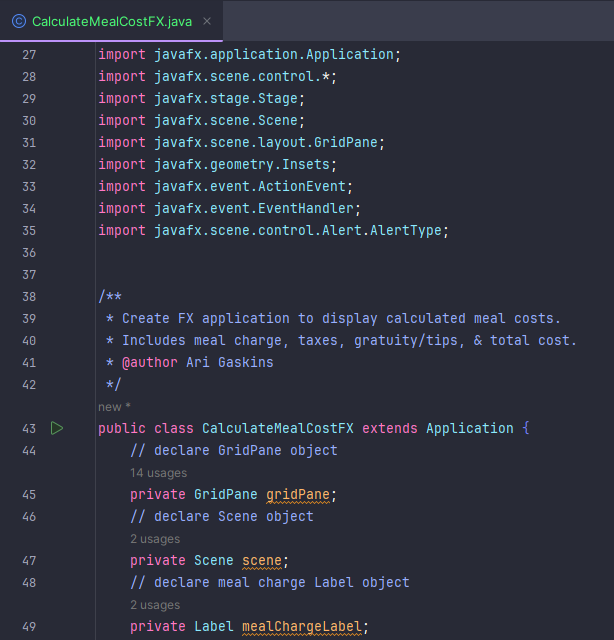 CalculateMealCostFX.java
27 import javafx.application.Application;
28 import javafx.scene.control.*;
29 import javafx.stage.Stage;
30 import javafx.scene.Scene;
31 import javafx.scene.layout.GridPane;
32 import javafx.geometry.Insets;
33 import javafx.event.ActionEvent;
34 import javafx.event.EventHandler;
35 import javafx.scene.control.Alert.AlertType;
36
37
38 /**
39 * Create FX application to display calculated meal costs.
40 * Includes meal charge, taxes, gratuity/tips, & total cost.
41 * @author Ari Gaskins
42 */
new *
43 public class CalculateMealCostFX extends Application {
44 // declare GridPane object
14 usages
45 private GridPane gridPane;
46 // declare Scene object
2 usages
47 private Scene scene;
48 // declare meal charge Label object
2 usages
49 private Label mealChargeLabel;